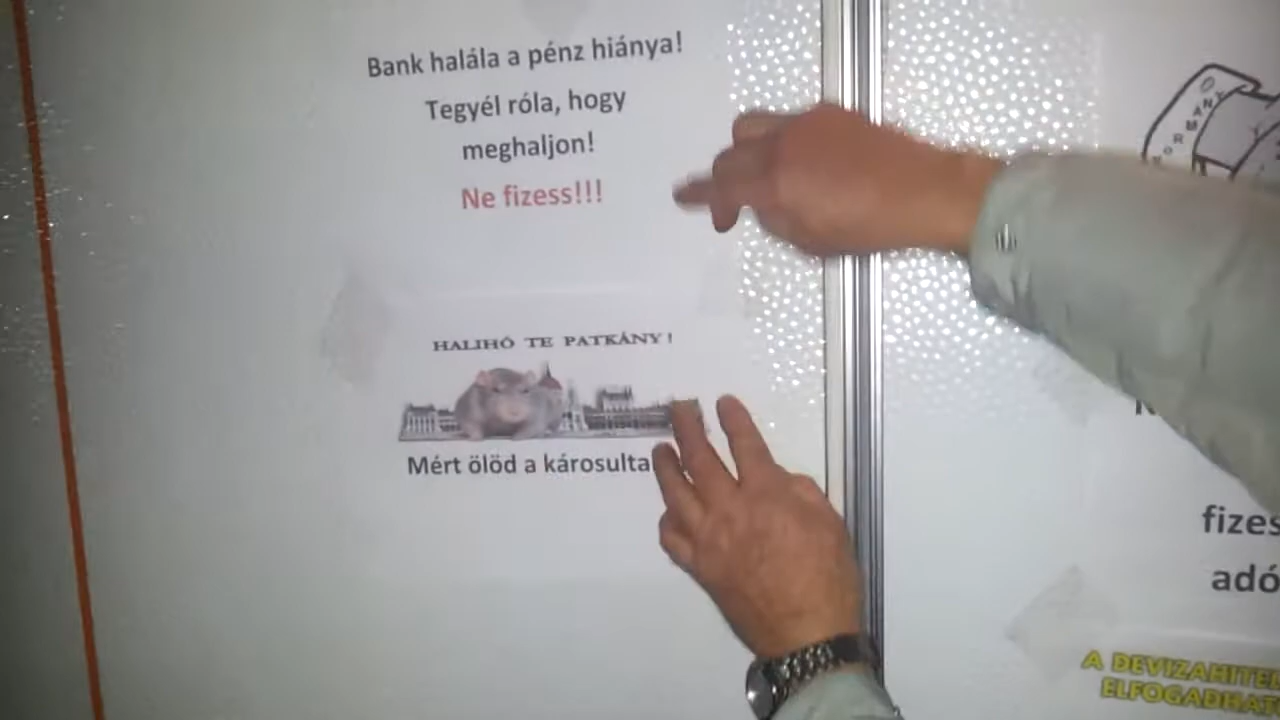 Bank halála a pénz hiánya!
Tegyél róla, hogy
meghaljon!
Ne fizess!!!
HALIHÓ TE PATKÁNY!
Mért ölöd a károsulta
fizes
adó
A DEVIZAHITEL
ELFOGADHAT